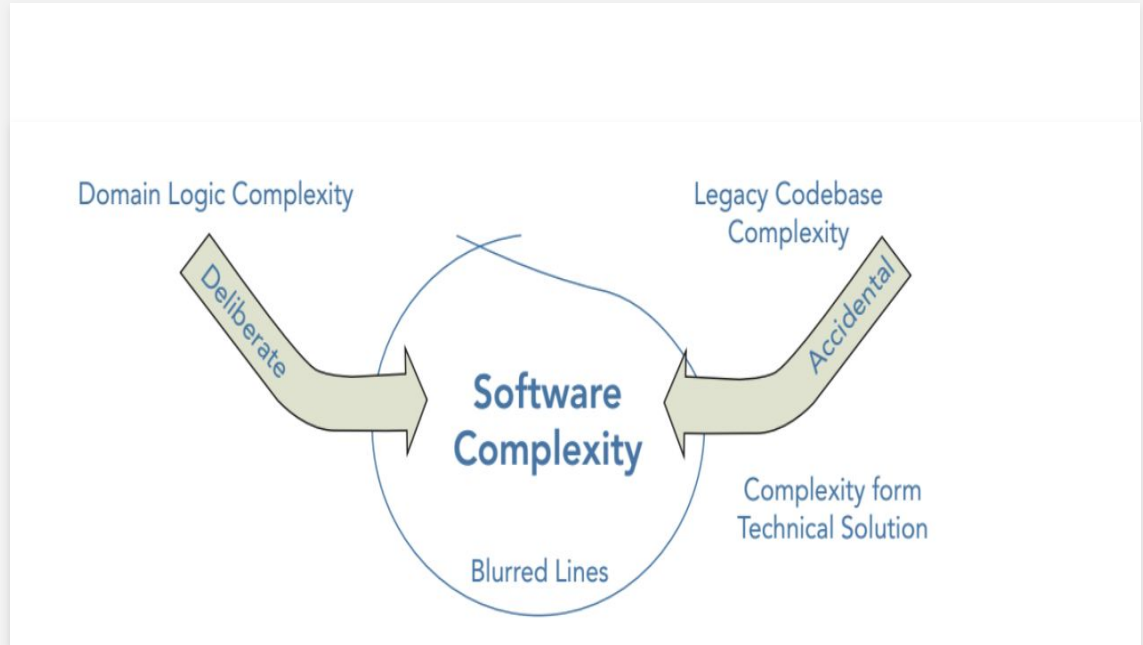 Domain Logic Complexity
Legacy Codebase
Complexity
Deliberate
Accidental
Software
Complexity
Complexity form
Technical Solution
Blurred Lines